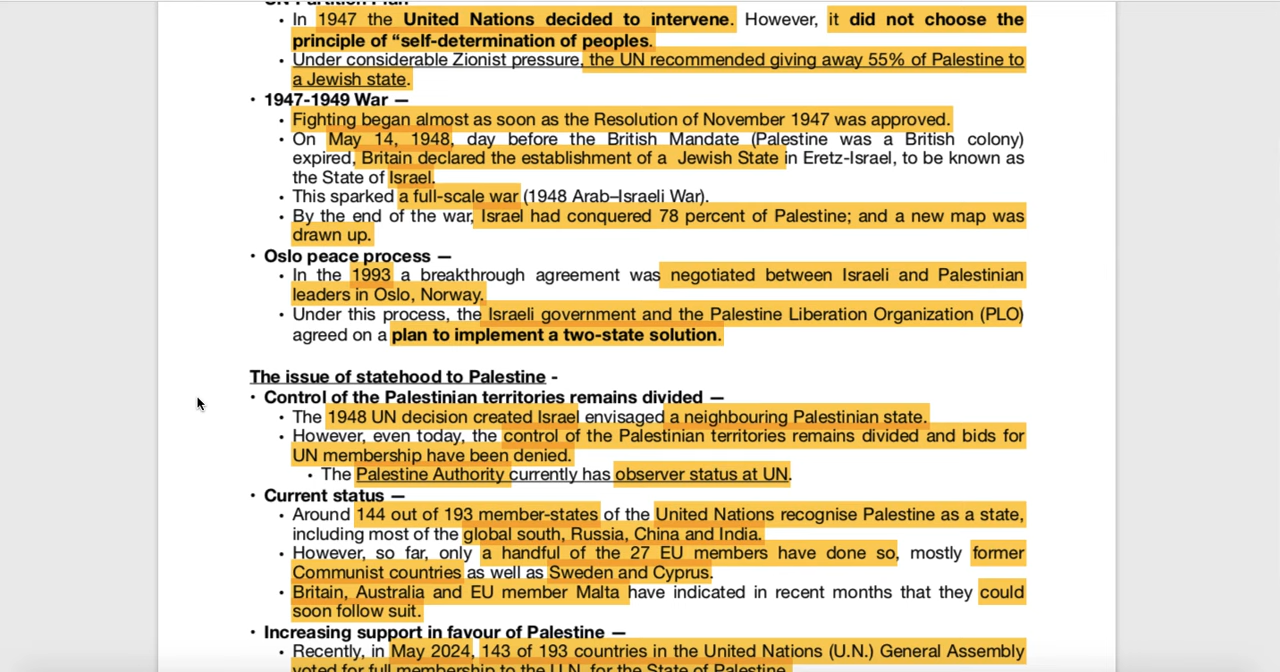 UN Partition Plan
• In 1947 the United Nations decided to intervene. However, it did not choose the
principle of “self-determination of peoples.
• Under considerable Zionist pressure, the UN recommended giving away 55% of Palestine to
a Jewish state.
• 1947-1949 War —
• Fighting began almost as soon as the Resolution of November 1947 was approved.
• On May 14, 1948, day before the British Mandate (Palestine was a British colony)
expired, Britain declared the establishment of a Jewish State in Eretz-Israel, to be known as
the State of Israel.
• This sparked a full-scale war (1948 Arab–Israeli War).
• By the end of the war, Israel had conquered 78 percent of Palestine; and a new map was
drawn up.
• Oslo peace process —
• In the 1993 a breakthrough agreement was negotiated between Israeli and Palestinian
leaders in Oslo, Norway.
• Under this process, the Israeli government and the Palestine Liberation Organization (PLO)
agreed on a plan to implement a two-state solution.
The issue of statehood to Palestine -
• Control of the Palestinian territories remains divided —
• The 1948 UN decision created Israel envisaged a neighbouring Palestinian state.
• However, even today, the control of the Palestinian territories remains divided and bids for
UN membership have been denied.
• The Palestine Authority currently has observer status at UN.
• Current status —
• Around 144 out of 193 member-states of the United Nations recognise Palestine as a state,
including most of the global south, Russia, China and India.
• However, so far, only a handful of the 27 EU members have done so, mostly former
Communist countries as well as Sweden and Cyprus.
• Britain, Australia and EU member Malta have indicated in recent months that they could
soon follow suit.
• Increasing support in favour of Palestine —
• Recently, in May 2024, 143 of 193 countries in the United Nations (U.N.) General Assembly
voted for full membership to the U.N. for the State of Palestine.